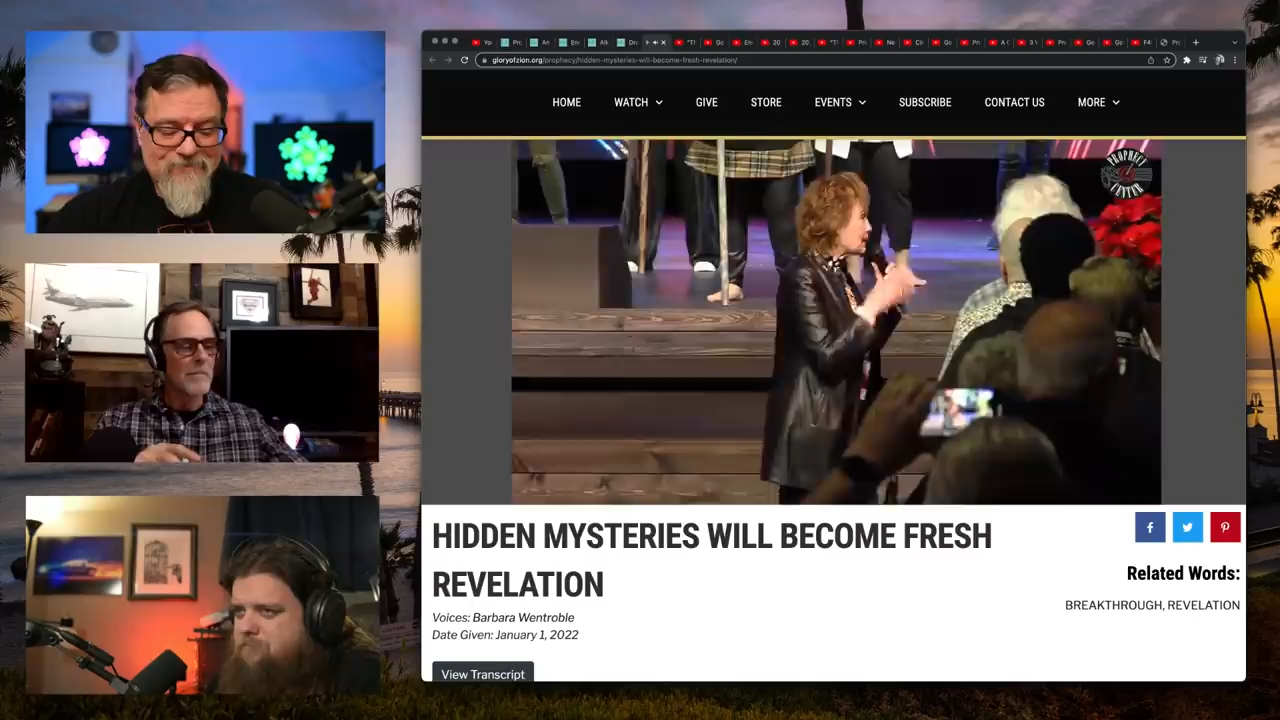 gloryofzion.org/prophecy/hidden-mysteries-will-become-fresh-revelation/
HOME WATCH GIVE STORE EVENTS SUBSCRIBE CONTACT US MORE
PROPHECY
CENTER
HIDDEN MYSTERIES WILL BECOME FRESH
REVELATION
Voices: Barbara Wentroble
Date Given: January 1, 2022
View Transcript
Related Words:
BREAKTHROUGH, REVELATION